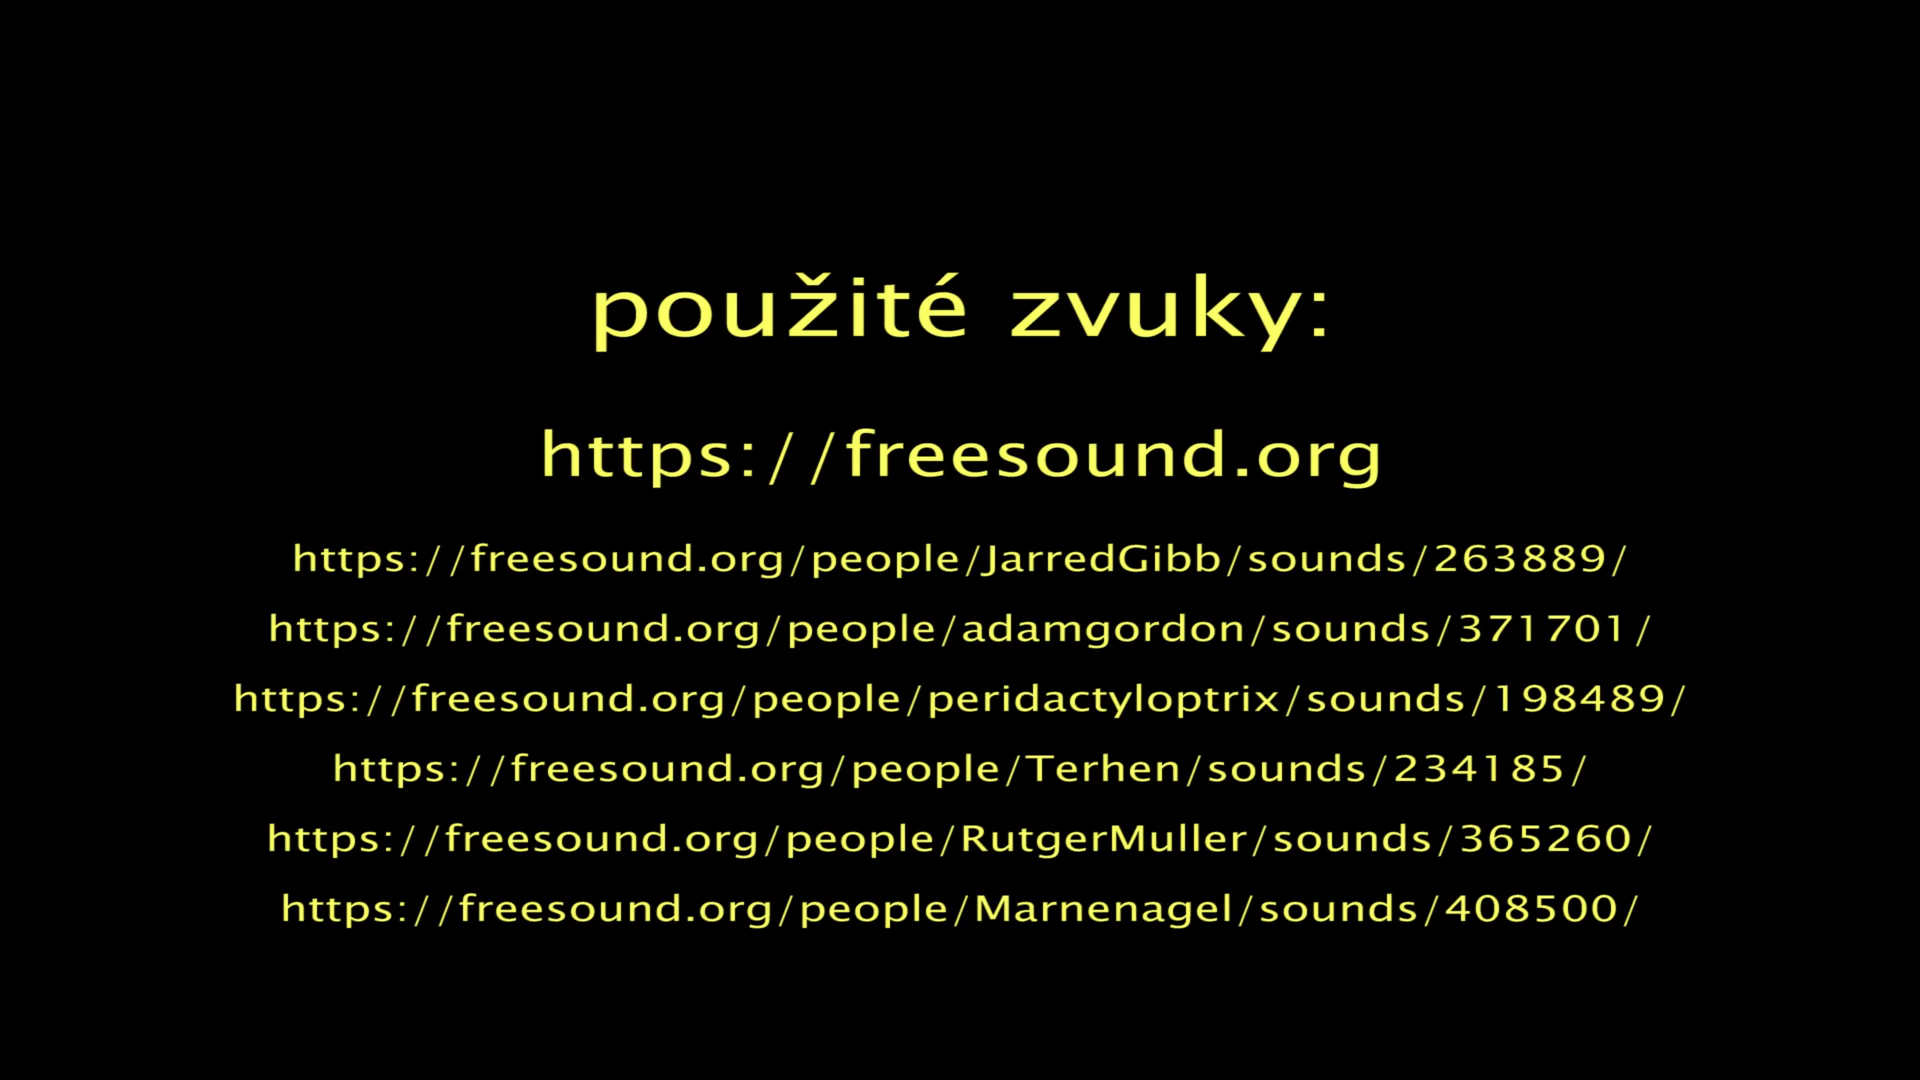 použité zvuky:
https://freesound.org
https://freesound.org/people/JarredGibb/sounds/263889/
https://freesound.org/people/adamgordon/sounds/371701/
https://freesound.org/people/peridactyloptrix/sounds/198489/
https://freesound.org/people/Terhen/sounds/234185/
https://freesound.org/people/RutgerMuller/sounds/365260/
https://freesound.org/people/Marnenagel/sounds/408500/